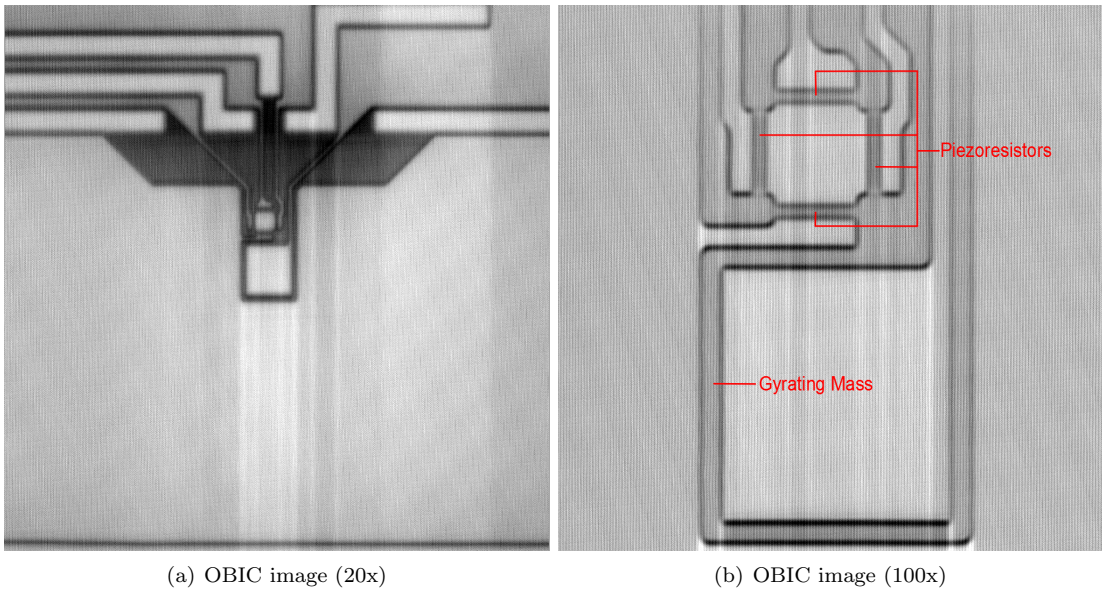 Piezoresistors
Gyrating Mass
(a) OBIC image (20x)
(b) OBIC image (100x)